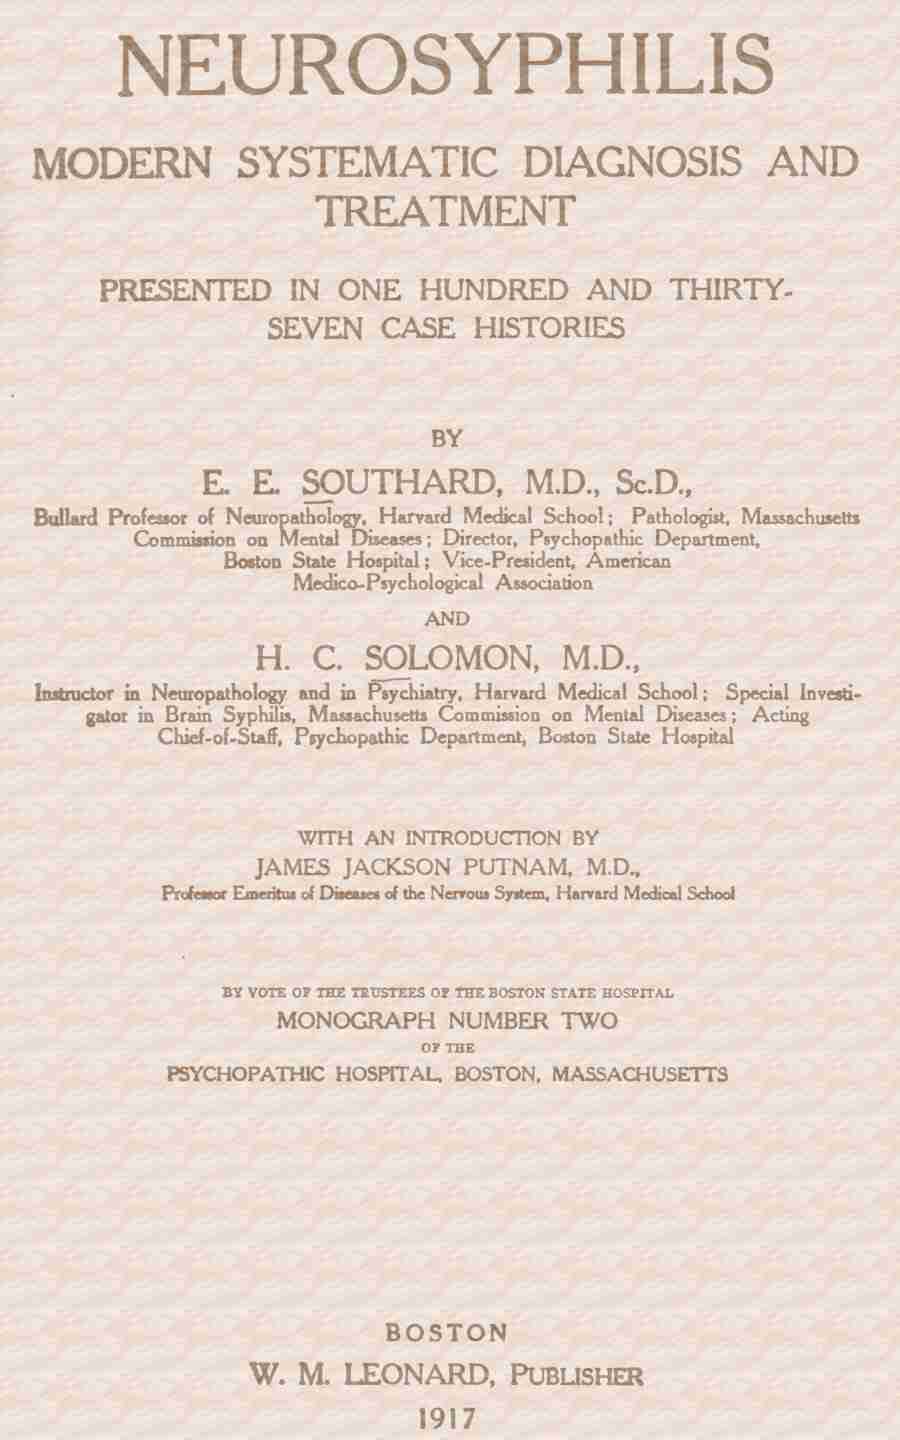 NEUROSYPHILIS
MODERN SYSTEMATIC DIAGNOSIS AND
TREATMENT
PRESENTED IN ONE HUNDRED AND THIRTY-
SEVEN CASE HISTORIES
BY
E. E. SOUTHARD, M.D., Sc.D.,
Bullard Professor of Neuropathology, Harvard Medical School; Pathologist, Massachusetts
Commission on Mental Diseases; Director, Psychopathic Department,
Boston State Hospital; Vice-President, American
Medico-Psychological Association
AND
H. C. SOLOMON, M.D.,
Instructor in Neuropathology and in Psychiatry, Harvard Medical School; Special Investi-
gator in Brain Syphilis, Massachusetts Commission on Mental Diseases; Acting
Chief-of-Staff, Psychopathic Department, Boston State Hospital
WITH AN INTRODUCTION BY
JAMES JACKSON PUTNAM, M.D.,
Professor Emeritus of Diseases of the Nervous System, Harvard Medical School
BY VOTE OF THE TRUSTEES OF THE BOSTON STATE HOSPITAL
MONOGRAPH NUMBER TWO
OF THE
PSYCHOPATHIC HOSPITAL, BOSTON, MASSACHUSETTS
BOSTON
W. M. LEONARD, PUBLISHER
1917